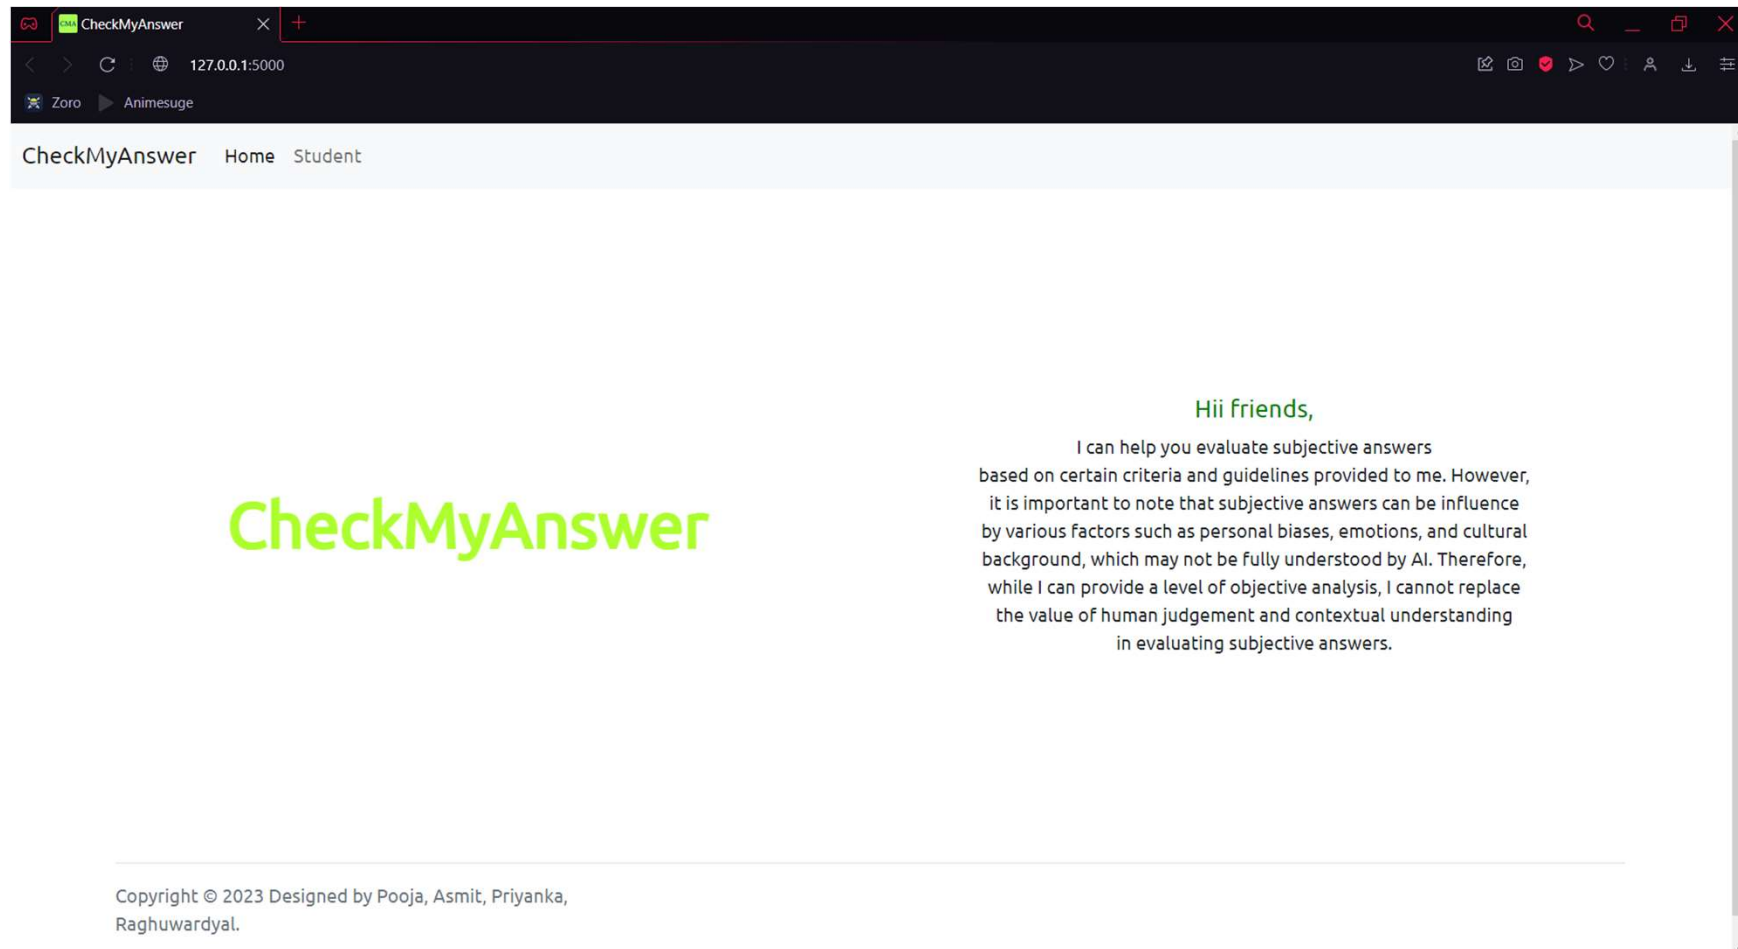 CMA CheckMyAnswer
127.0.0.1:5000
Zoro Animesuge
CheckMyAnswer Home Student
CheckMyAnswer
Hii friends,
I can help you evaluate subjective answers
based on certain criteria and guidelines provided to me. However,
it is important to note that subjective answers can be influence
by various factors such as personal biases, emotions, and cultural
background, which may not be fully understood by AI. Therefore,
while I can provide a level of objective analysis, I cannot replace
the value of human judgement and contextual understanding
in evaluating subjective answers.
Copyright © 2023 Designed by Pooja, Asmit, Priyanka,
Raghuwardyal.